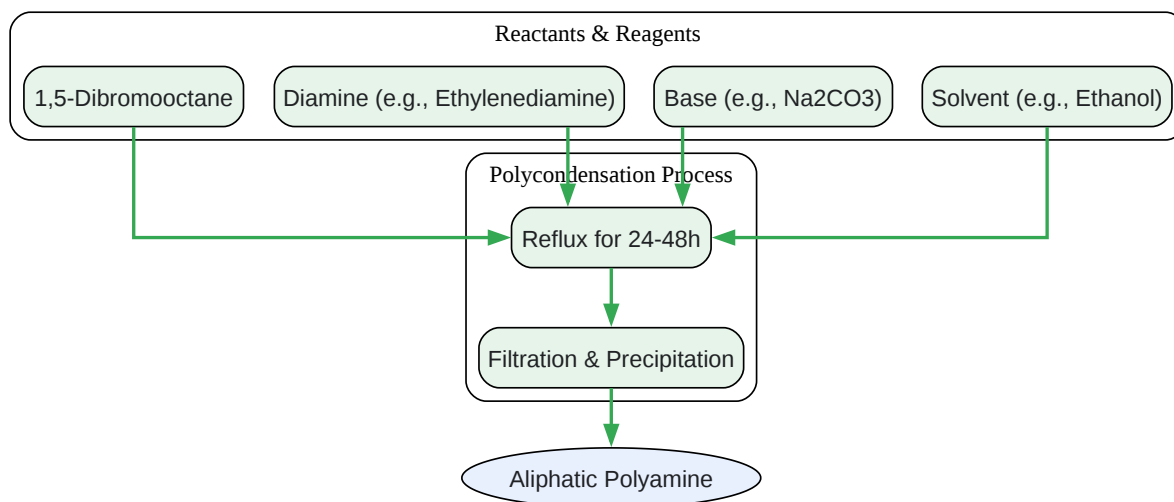 Reactants & Reagents
1,5-Dibromooctane
Diamine (e.g., Ethylenediamine)
Base (e.g., Na2CO3)
Solvent (e.g., Ethanol)
Polycondensation Process
Reflux for 24-48h
Filtration & Precipitation
Aliphatic Polyamine